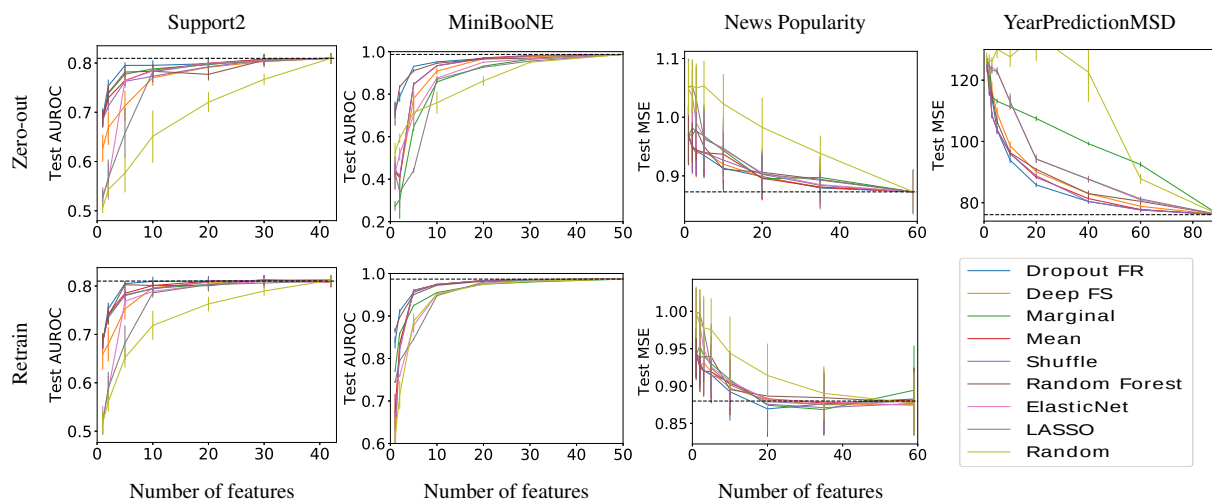 Support2
MiniBooNE
News Popularity
YearPredictionMSD
Zero-out
Test AUROC
0.8
0.7
0.6
0.5
0 10 20 30 40
Test AUROC
1.0
0.8
0.6
0.4
0.2
0 10 20 30 40 50
Test MSE
1.1
1.0
0.9
0 10 20 30 40 50 60
Test MSE
120
100
80
0 20 40 60 80
Retrain
Test AUROC
0.8
0.7
0.6
0.5
0 10 20 30 40
Number of features
Test AUROC
1.0
0.9
0.8
0.7
0.6
0 10 20 30 40 50
Number of features
Test MSE
1.00
0.95
0.90
0.85
0 20 40 60
Number of features
Dropout FR
Deep FS
Marginal
Mean
Shuffle
Random Forest
ElasticNet
LASSO
Random